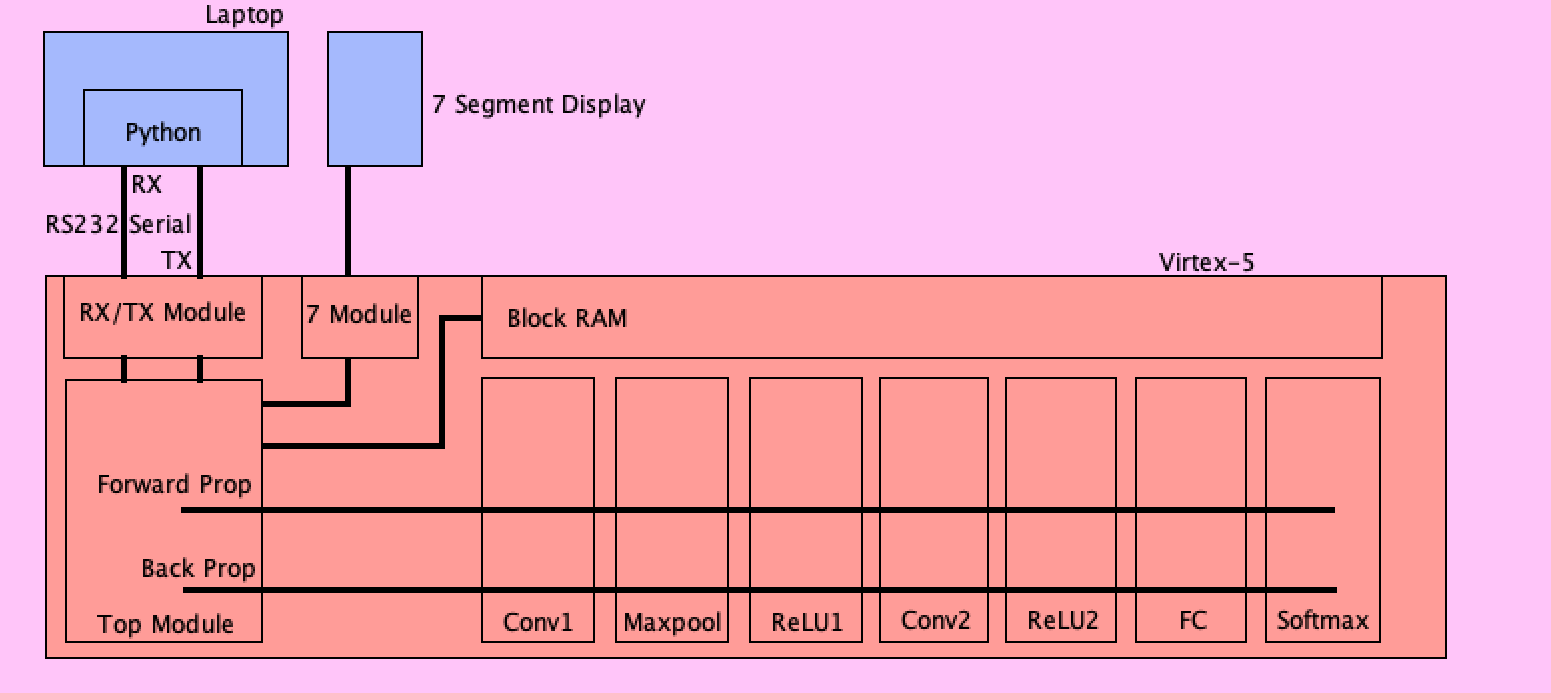 Laptop
7 Segment Display
Python
RX
RS232 Serial
TX
Virtex-5
RX/TX Module
7 Module
Block RAM
Forward Prop
Back Prop
Top Module
Conv1
Maxpool
ReLU1
Conv2
ReLU2
FC
Softmax